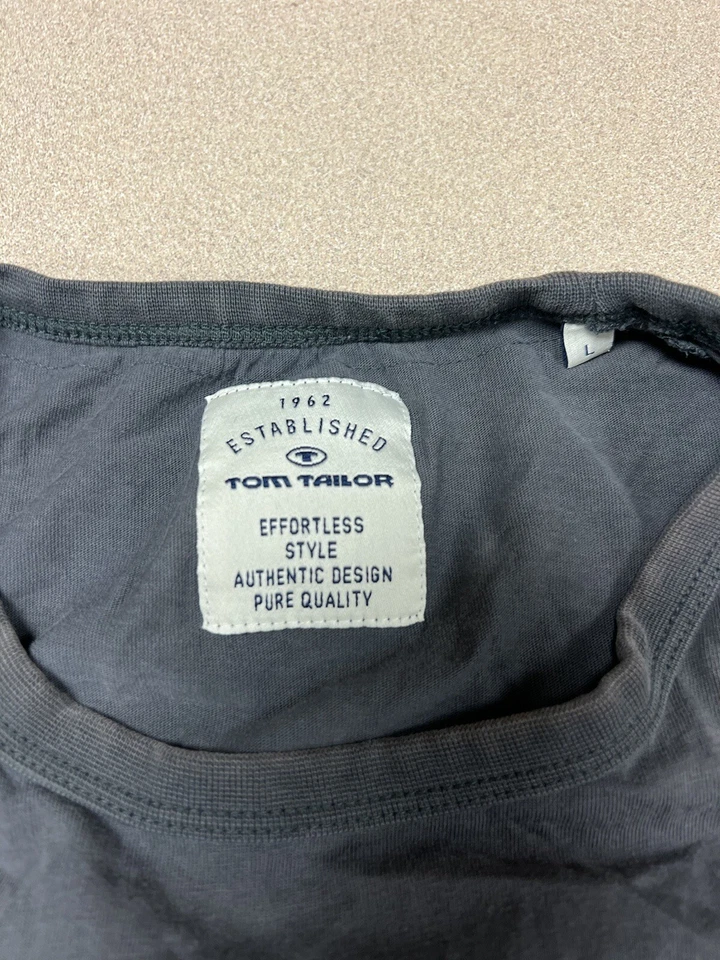 1962
ESTABLISHED
TOM TAILOR
EFFORTLESS
STYLE
AUTHENTIC DESIGN
PURE QUALITY
L